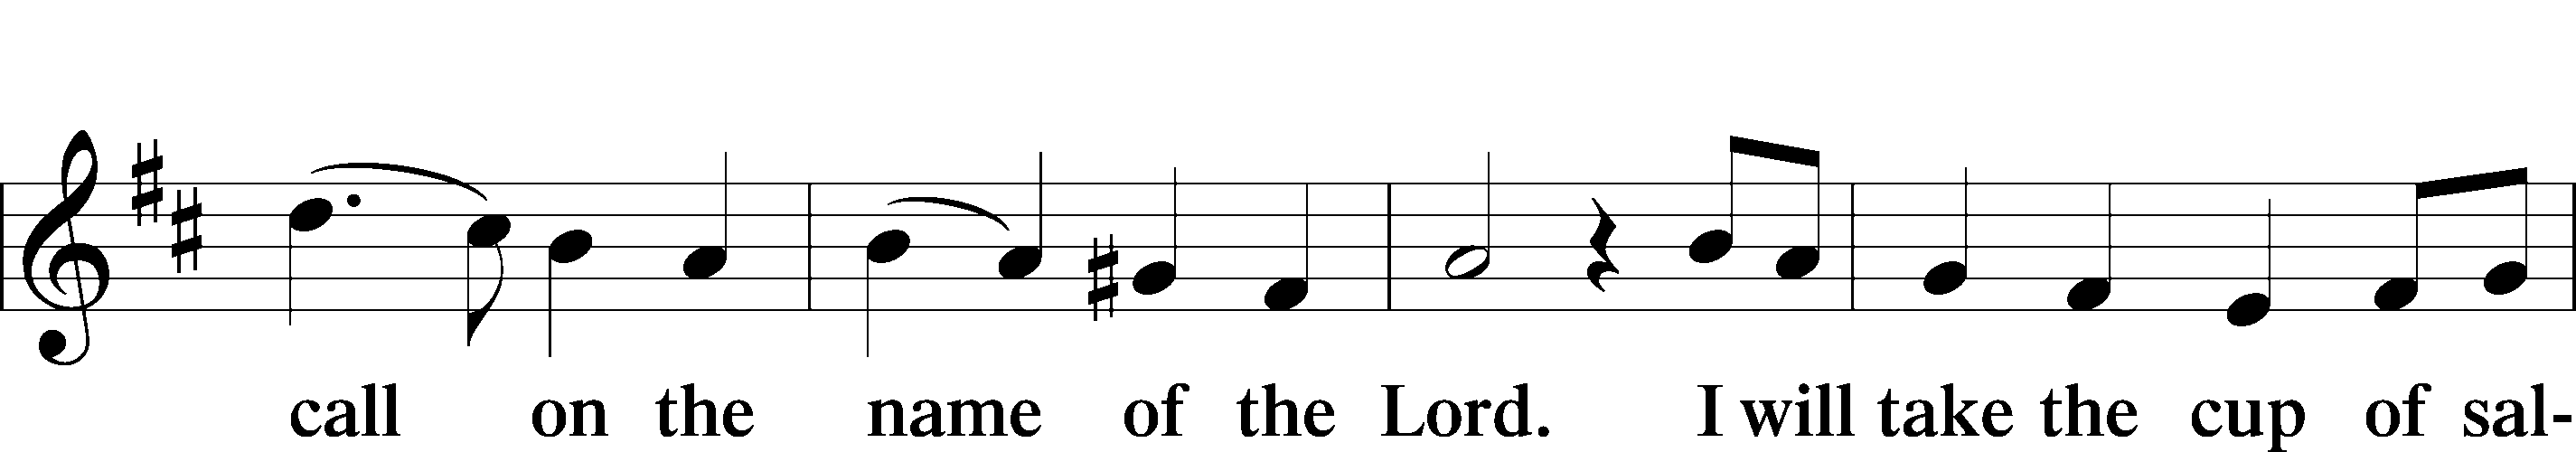 call on the name of the Lord. I will take the cup of sal-